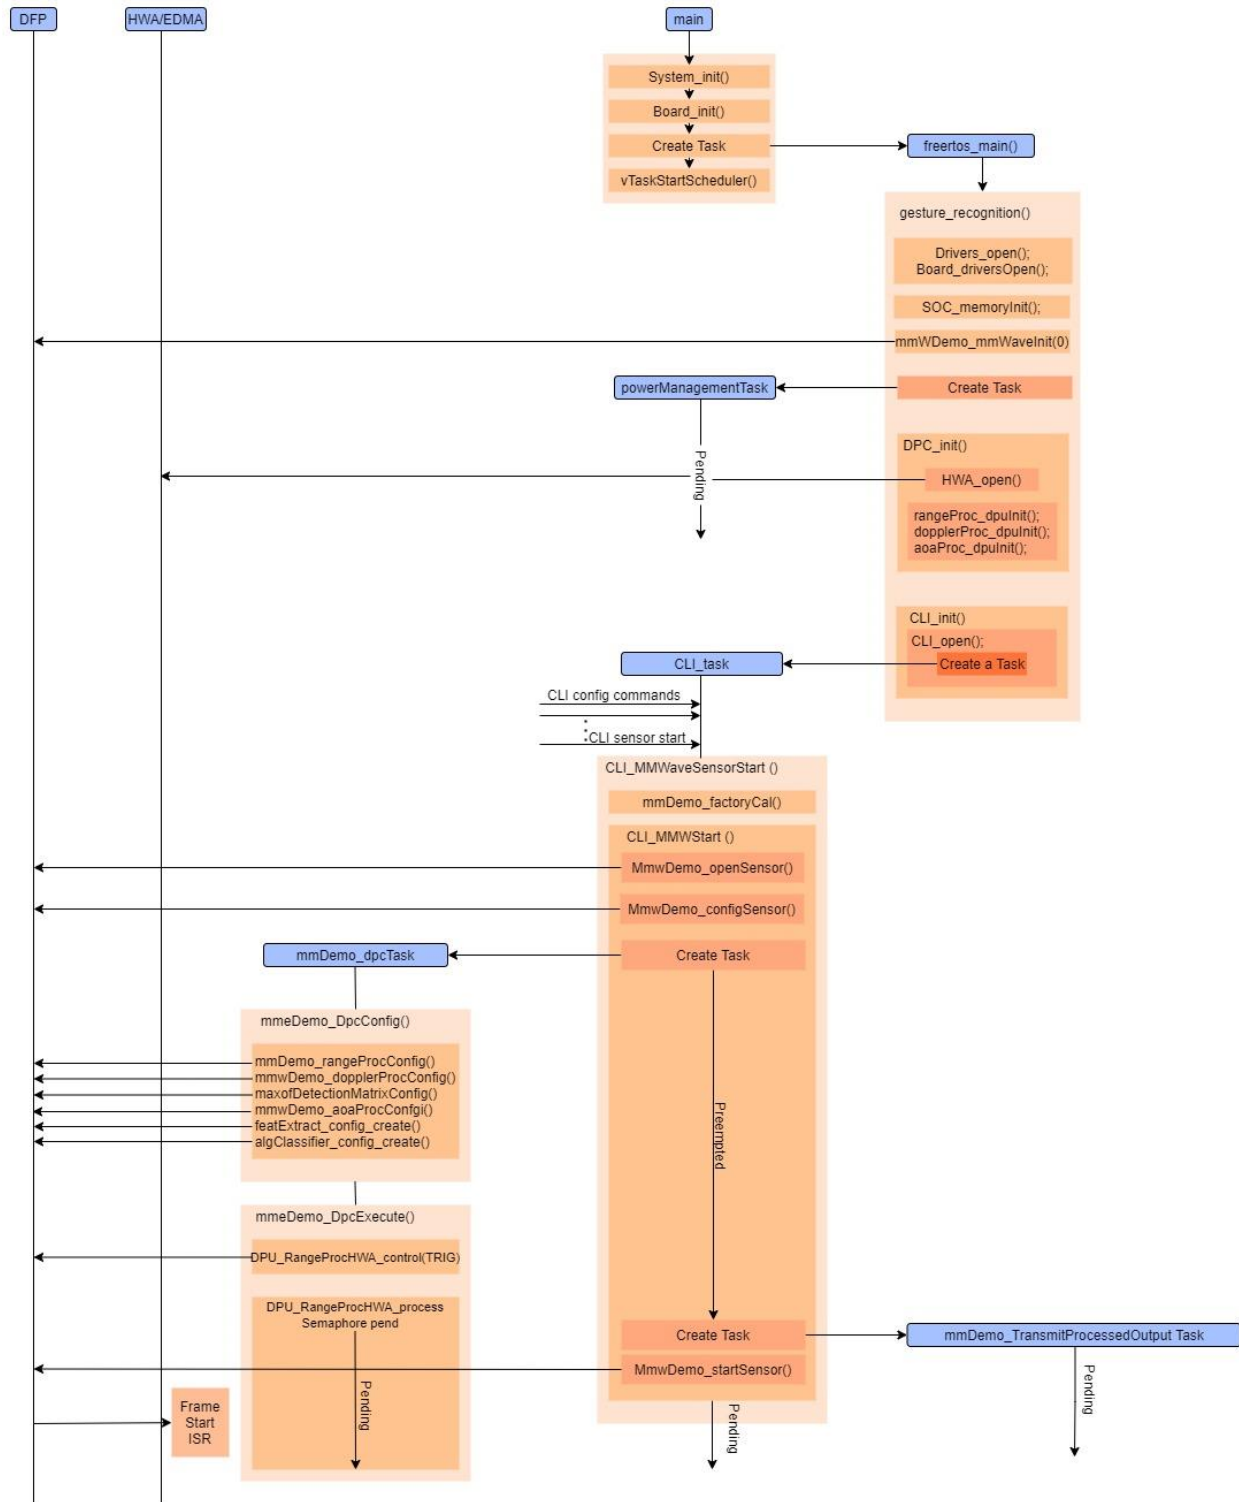 DFP
HWA/EDMA
main
System_init()
Board_init()
Create Task
vTaskStartScheduler()
freertos_main()
gesture_recognition()
Drivers_open();
Board_driversOpen();
SOC_memoryInit;
mmWDemo_mmWaveInit(0)
powerManagementTask
Create Task
Pending
DPC_init()
HWA_open()
rangeProc_dpuInit();
dopplerProc_dpuInit();
aoaProc_dpuInit();
CLI_init()
CLI_open();
Create a Task
CLI_task
CLI config commands
CLI sensor start
CLI_MMWaveSensorStart ()
mmDemo_factoryCal()
CLI_MMWStart ()
MmwDemo_openSensor()
MmwDemo_configSensor()
mmDemo_dpcTask
Create Task
mmeDemo_DpcConfig()
mmDemo_rangeProcConfig()
mmwDemo_dopplerProcConfig()
maxofDetectionMatrixConfig()
mmwDemo_aoaProcConfgi()
featExtract_config_create()
algClassifier_config_create()
Preempted
mmeDemo_DpcExecute()
DPU_RangeProcHWA_control(TRIG)
DPU_RangeProcHWA_process
Semaphore pend
Create Task
mmDemo_TransmitProcessedOutput Task
MmwDemo_startSensor()
Frame
Start
ISR
Pending
Pending
Pending